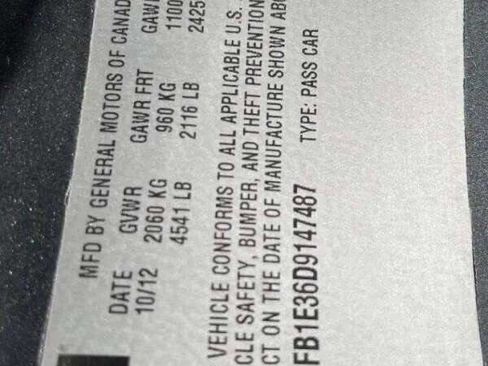 MFD BY GENERAL MOTORS OF CANAD
DATE GVWR GAWR FRT GAWI
10/12 2060 KG 960 KG 1100
4541 LB 2116 LB 2425
VEHICLE CONFORMS TO ALL APPLICABLE U.S.
CLE SAFETY, BUMPER, AND THEFT PREVENTION
CT ON THE DATE OF MANUFACTURE SHOWN ABO
FB1E36D9147487 TYPE: PASS CAR